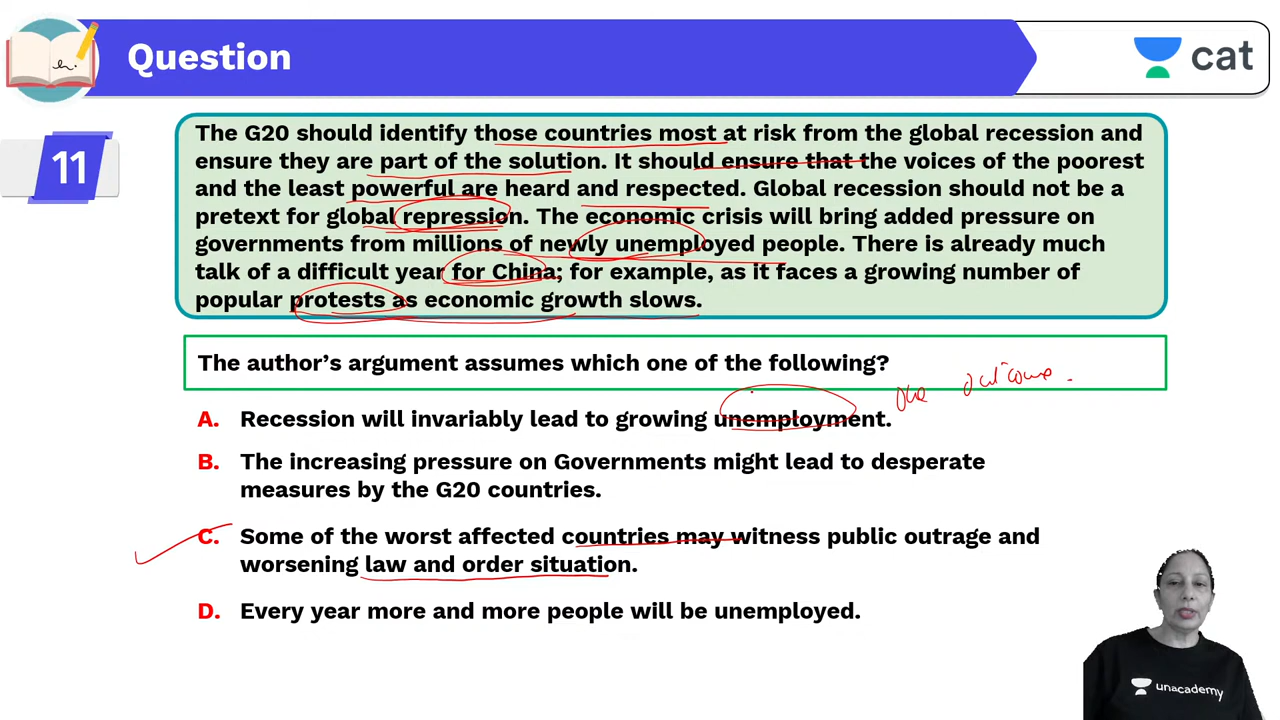 Question
cat
11
The G20 should identify those countries most at risk from the global recession and
ensure they are part of the solution. It should ensure that the voices of the poorest
and the least powerful are heard and respected. Global recession should not be a
pretext for global repression. The economic crisis will bring added pressure on
governments from millions of newly unemployed people. There is already much
talk of a difficult year for China; for example, as it faces a growing number of
popular protests as economic growth slows.
The author's argument assumes which one of the following?
one outcome.
A. Recession will invariably lead to growing unemployment.
B. The increasing pressure on Governments might lead to desperate
measures by the G20 countries.
C. Some of the worst affected countries may witness public outrage and
worsening law and order situation.
D. Every year more and more people will be unemployed.
unacademy